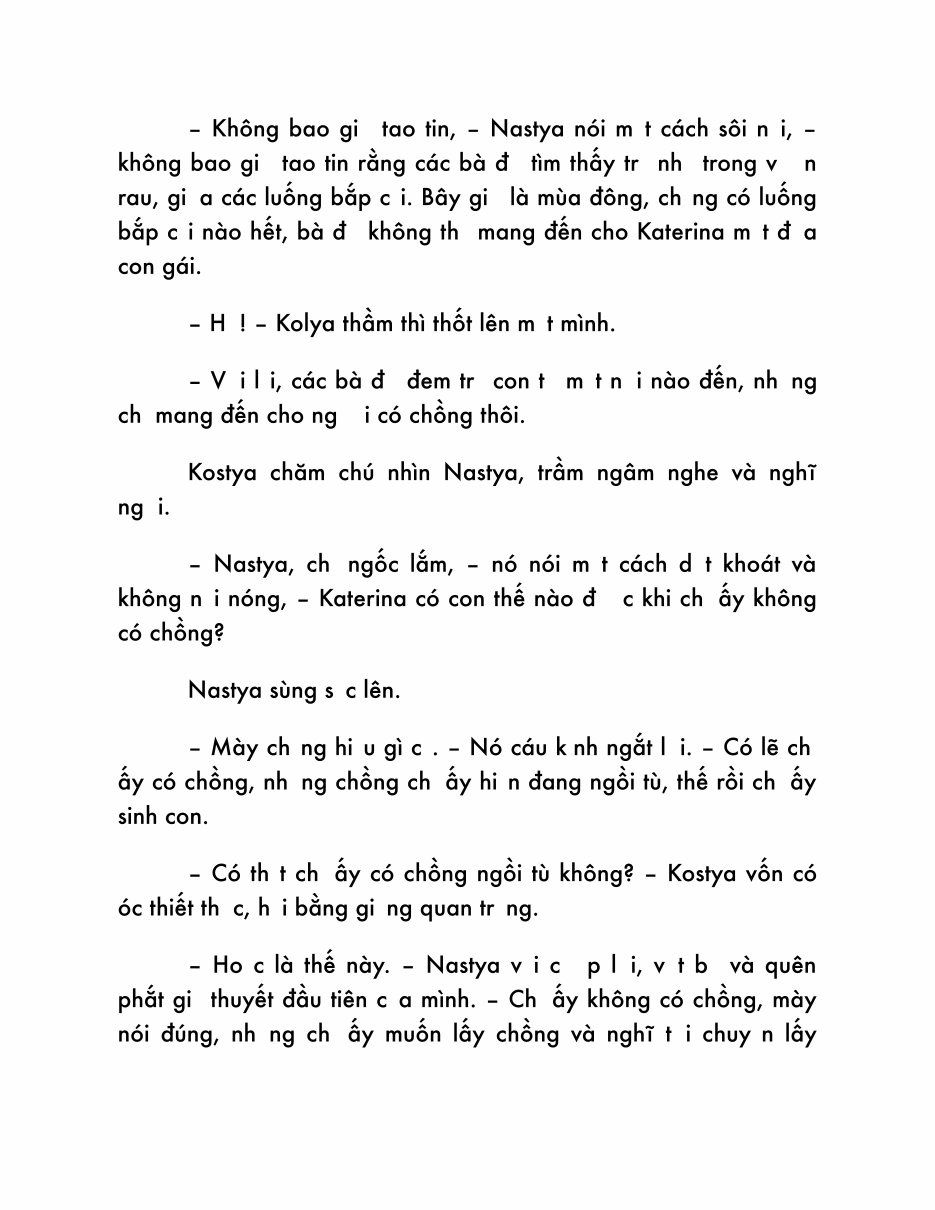 – Không bao gi tao tin, – Nastya nói m t cách sôi n i, –
không bao gi tao tin rằng các bà đ tìm thấy tr nh trong v n
rau, gi a các luống bắp c i. Bây gi là mùa đông, ch ng có luống
bắp c i nào hết, bà đ không th mang đến cho Katerina m t đ a
con gái.
– H ! – Kolya thầm thì thốt lên m t mình.
– V i l i, các bà đ đem tr con t m t n i nào đến, nh ng
ch mang đến cho ng i có chồng thôi.
Kostya chăm chú nhìn Nastya, trầm ngâm nghe và nghĩ
ng i.
– Nastya, ch ngốc lắm, – nó nói m t cách d t khoát và
không n i nóng, – Katerina có con thế nào đ c khi ch ấy không
có chồng?
Nastya sùng s c lên.
– Mày ch ng hi u gì c . – Nó cáu k nh ngắt l i. – Có lẽ ch
ấy có chồng, nh ng chồng ch ấy hi n đang ngồi tù, thế rồi ch ấy
sinh con.
– Có th t ch ấy có chồng ngồi tù không? – Kostya vốn có
óc thiết th c, h i bằng gi ng quan tr ng.
– Ho c là thế này. – Nastya v i c p l i, v t b và quên
phắt gi thuyết đầu tiên c a mình. – Ch ấy không có chồng, mày
nói đúng, nh ng ch ấy muốn lấy chồng và nghĩ t i chuy n lấy